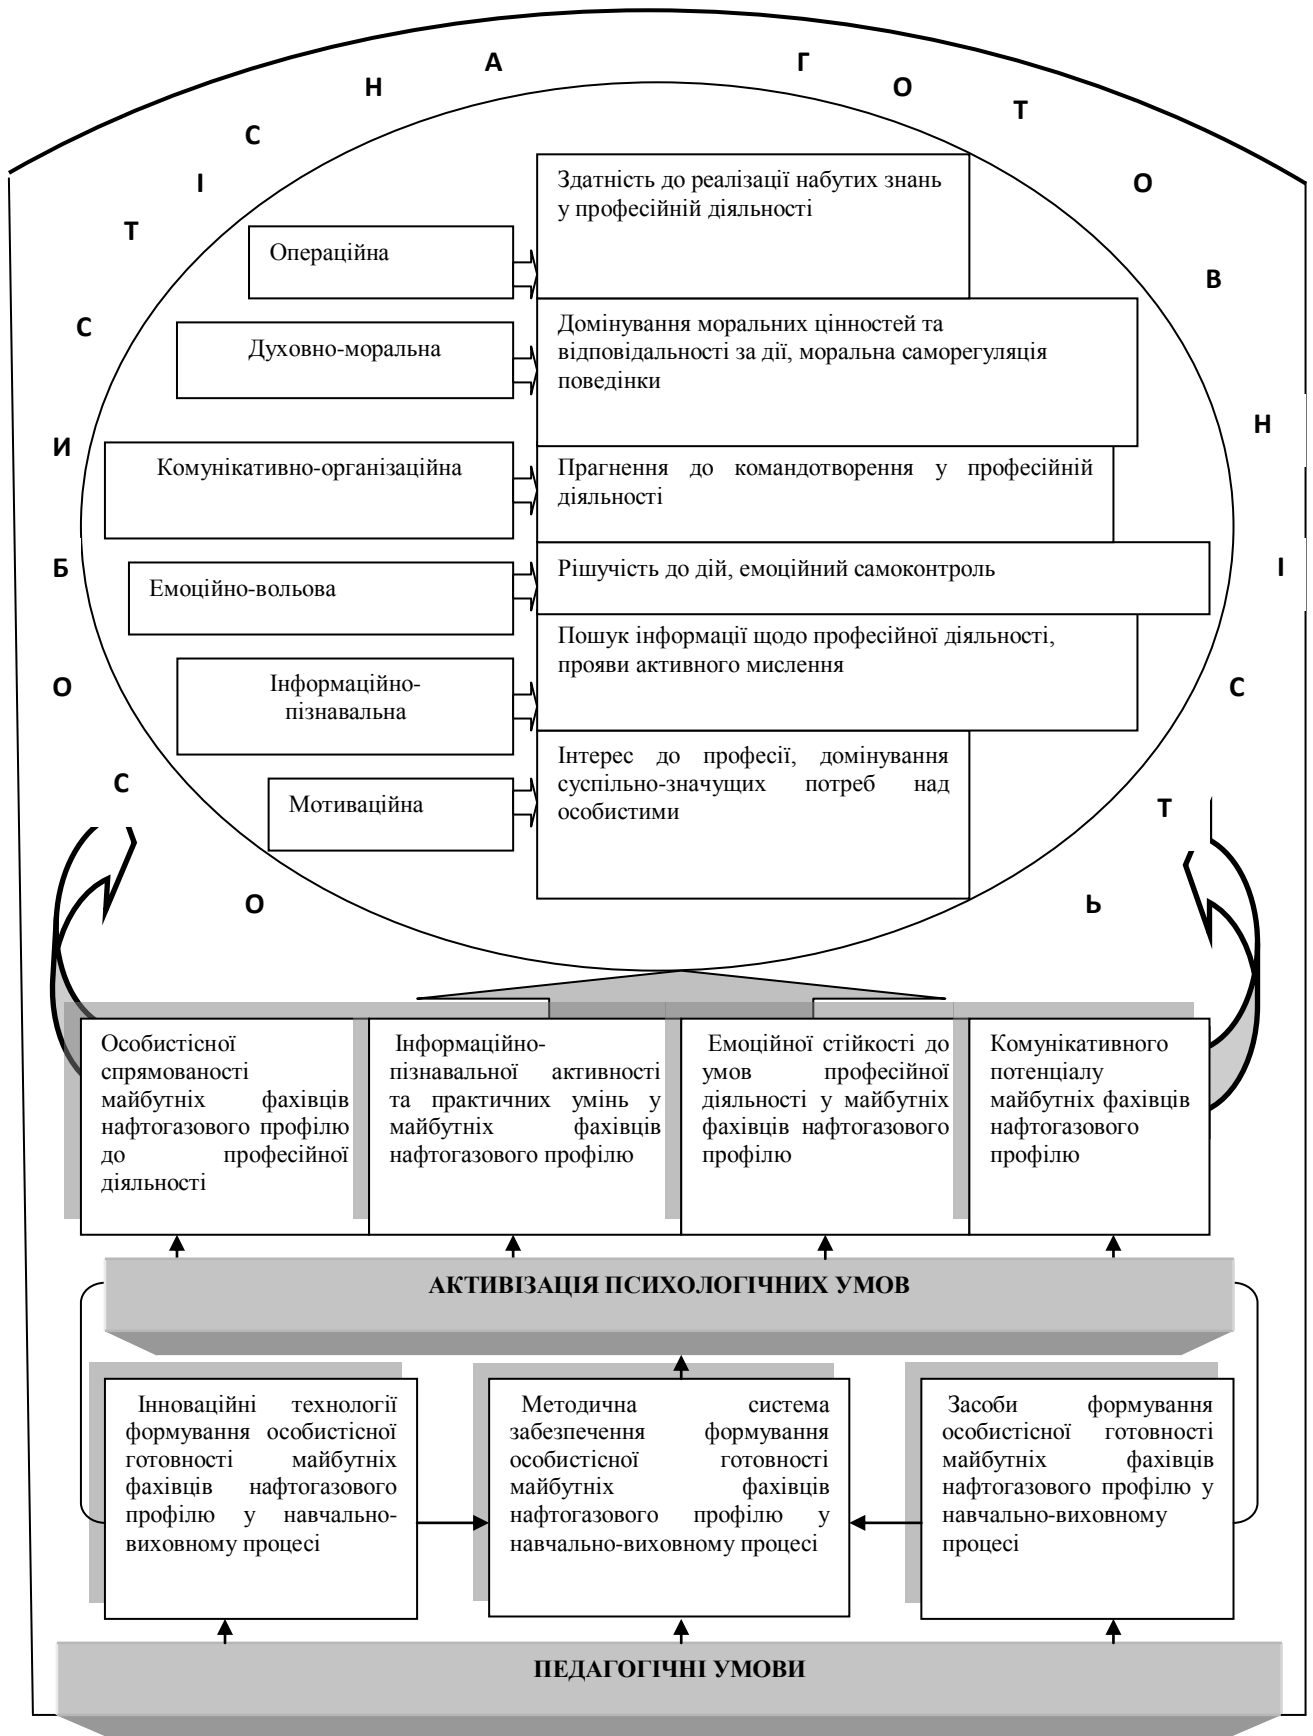 ОСОБИСТІСНА ГОТОВНІСТЬ
Операційна
Здатність до реалізації набутих знань
у професійній діяльності
Духовно-моральна
Домінування моральних цінностей та
відповідальності за дії, моральна саморегуляція
поведінки
Комунікативно-організаційна
Прагнення до командотворення у професійній
діяльності
Емоційно-вольова
Рішучість до дій, емоційний самоконтроль
Інформаційно-
пізнавальна
Пошук інформації щодо професійної діяльності,
прояви активного мислення
Мотиваційна
Інтерес до професії, домінування
суспільно-значущих потреб над
особистими
Особистісної
спрямованості
майбутніх фахівців
нафтогазового профілю
до професійної
діяльності
Інформаційно-
пізнавальної активності
та практичних умінь у
майбутніх фахівців
нафтогазового профілю
Емоційної стійкості до
умов професійної
діяльності у майбутніх
фахівців нафтогазового
профілю
Комунікативного
потенціалу
майбутніх фахівців
нафтогазового
профілю
АКТИВІЗАЦІЯ ПСИХОЛОГІЧНИХ УМОВ
Інноваційні технології
формування особистісної
готовності майбутніх
фахівців нафтогазового
профілю у навчально-
виховному процесі
Методична система
забезпечення формування
особистісної готовності
майбутніх фахівців
нафтогазового профілю у
навчально-виховному процесі
Засоби формування
особистісної готовності
майбутніх фахівців
нафтогазового профілю у
навчально-виховному
процесі
ПЕДАГОГІЧНІ УМОВИ